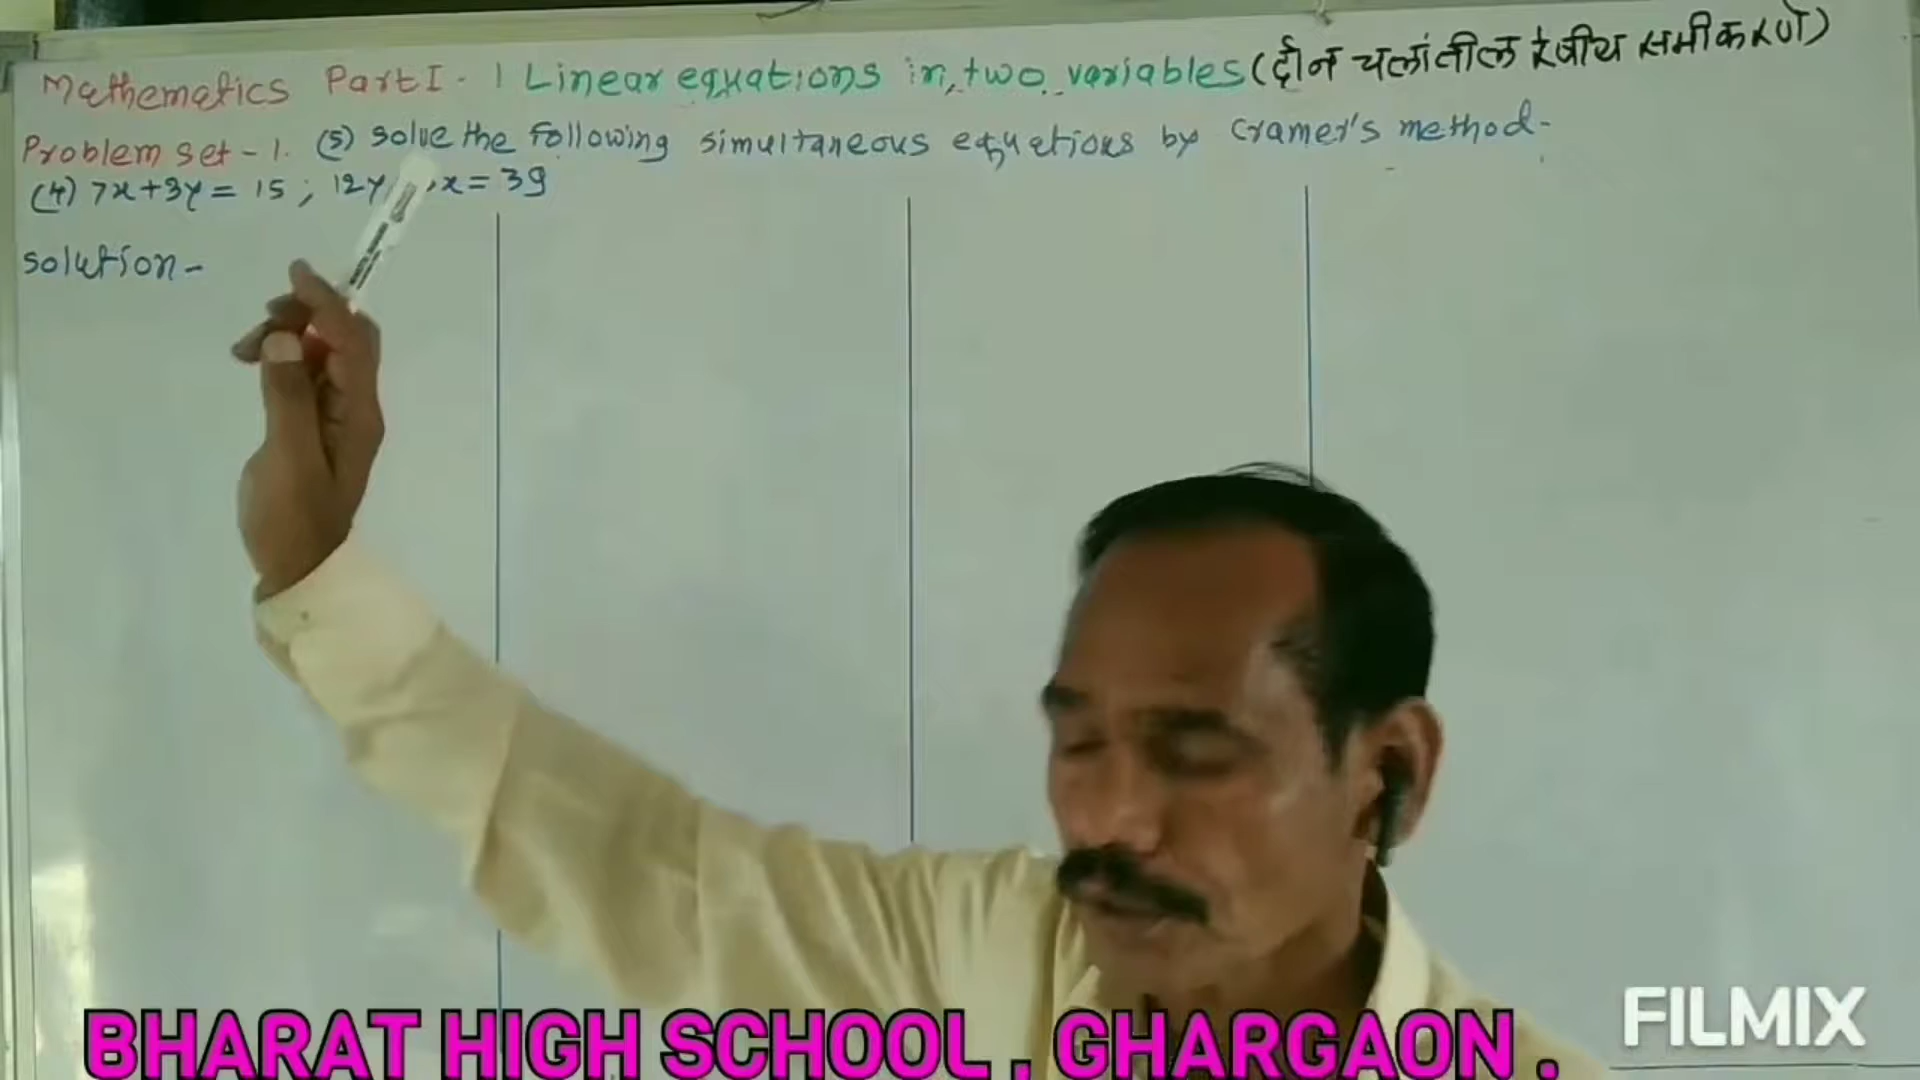 Mathematics Part I - 1 Linear equations in two variables (दोन चलांतील रेषीय समीकरणे)
Problem set - 1. (5) solve the following simultaneous equations by Cramer's method-
(4) 7x+3y = 15 ; 12y x = 39
solution -
FILMIX
BHARAT HIGH SCHOOL , GHARGAON .